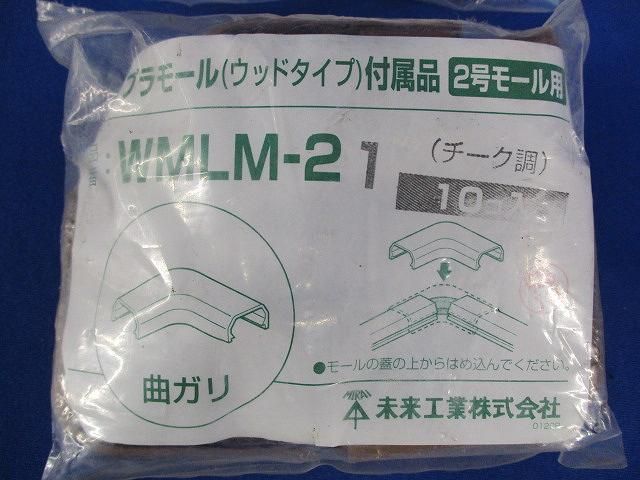 プラモール(ウッドタイプ)付属品 2号モール用
WMLM-21
(チーク調)
曲ガリ
●モールの蓋の上からはめ込んでください。
MIRAI
未来工業株式会社